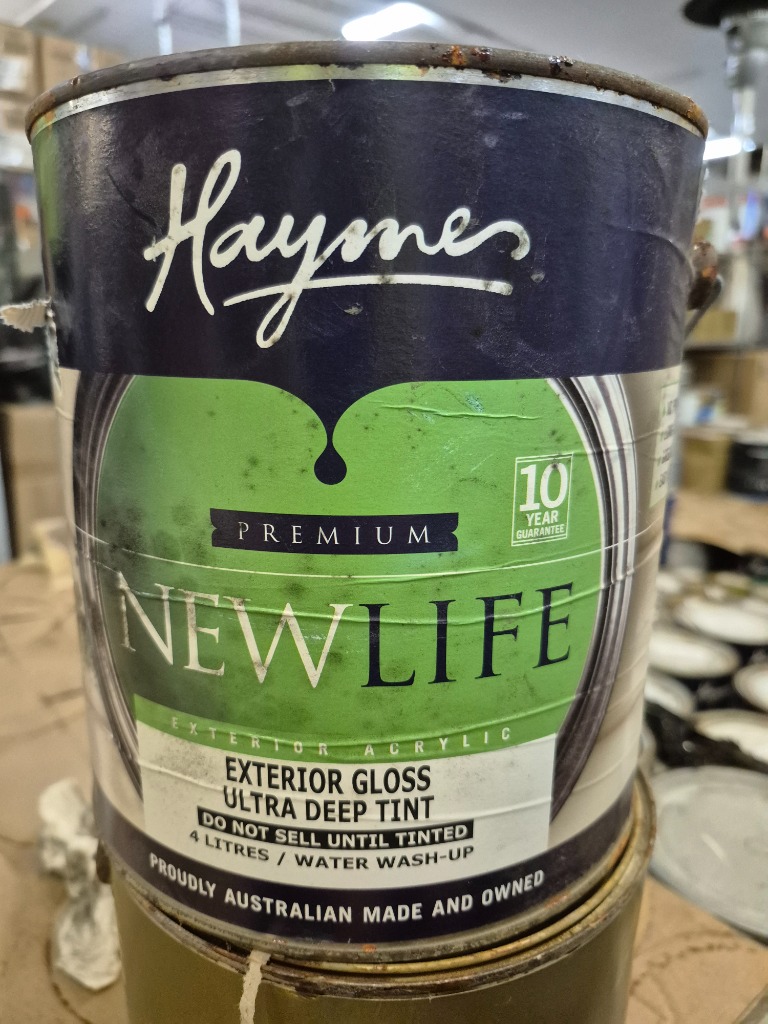 Haymes
10
YEAR
GUARANTEE
PREMIUM
NEWLIFE
EXTERIOR ACRYLIC
EXTERIOR GLOSS
ULTRA DEEP TINT
DO NOT SELL UNTIL TINTED
4 LITRES / WATER WASH-UP
PROUDLY AUSTRALIAN MADE AND OWNED